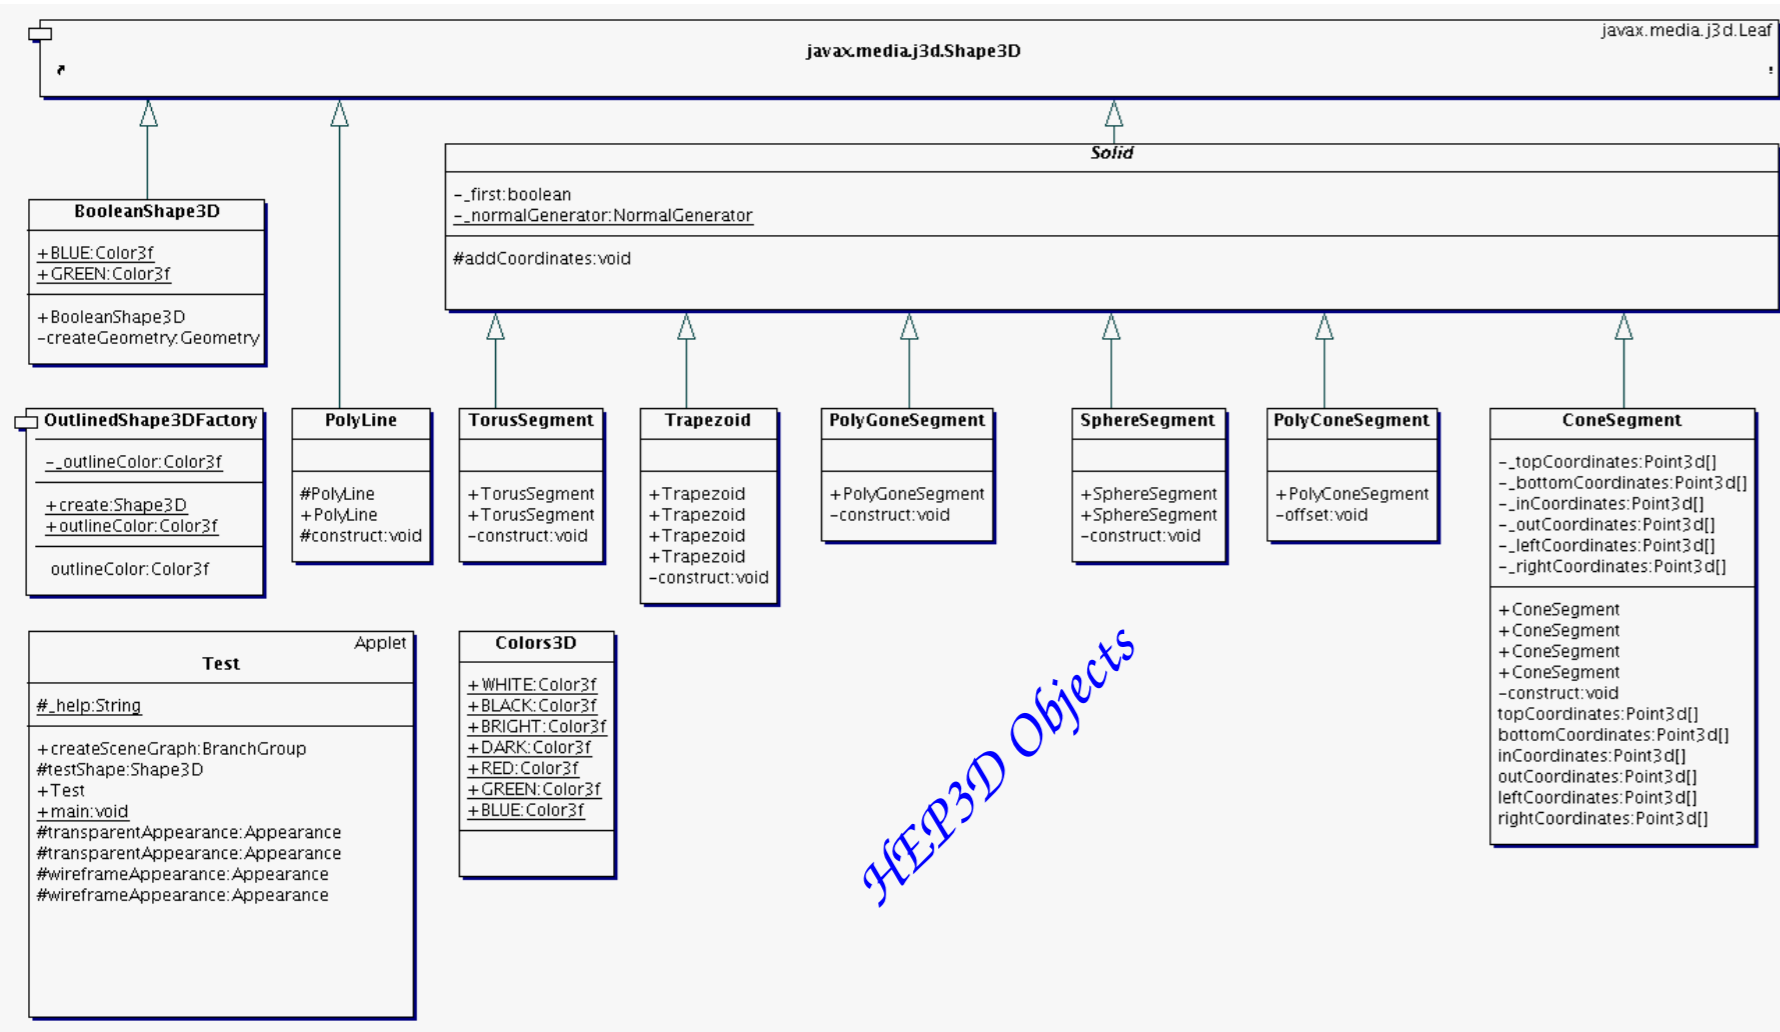 javax.media.j3d.Leaf
javax.media.j3d.Shape3D
Solid
-_first:boolean
-_normalGenerator:NormalGenerator
#addCoordinates:void
BooleanShape3D
+BLUE:Color3f
+GREEN:Color3f
+BooleanShape3D
-createGeometry:Geometry
OutlinedShape3DFactory
-_outlineColor:Color3f
+create:Shape3D
+outlineColor:Color3f
outlineColor:Color3f
PolyLine
#PolyLine
+PolyLine
#construct:void
TorusSegment
+TorusSegment
+TorusSegment
-construct:void
Trapezoid
+Trapezoid
+Trapezoid
+Trapezoid
+Trapezoid
-construct:void
PolyGoneSegment
+PolyGoneSegment
-construct:void
SphereSegment
+SphereSegment
+SphereSegment
-construct:void
PolyConeSegment
+PolyConeSegment
-offset:void
ConeSegment
-_topCoordinates:Point3d[]
-_bottomCoordinates:Point3d[]
-_inCoordinates:Point3d[]
-_outCoordinates:Point3d[]
-_leftCoordinates:Point3d[]
-_rightCoordinates:Point3d[]
+ConeSegment
+ConeSegment
+ConeSegment
+ConeSegment
-construct:void
topCoordinates:Point3d[]
bottomCoordinates:Point3d[]
inCoordinates:Point3d[]
outCoordinates:Point3d[]
leftCoordinates:Point3d[]
rightCoordinates:Point3d[]
Applet
Test
#_help:String
+createSceneGraph:BranchGroup
#testShape:Shape3D
+Test
+main:void
#transparentAppearance:Appearance
#transparentAppearance:Appearance
#wireframeAppearance:Appearance
#wireframeAppearance:Appearance
Colors3D
+WHITE:Color3f
+BLACK:Color3f
+BRIGHT:Color3f
+DARK:Color3f
+RED:Color3f
+GREEN:Color3f
+BLUE:Color3f
HEP3D Objects